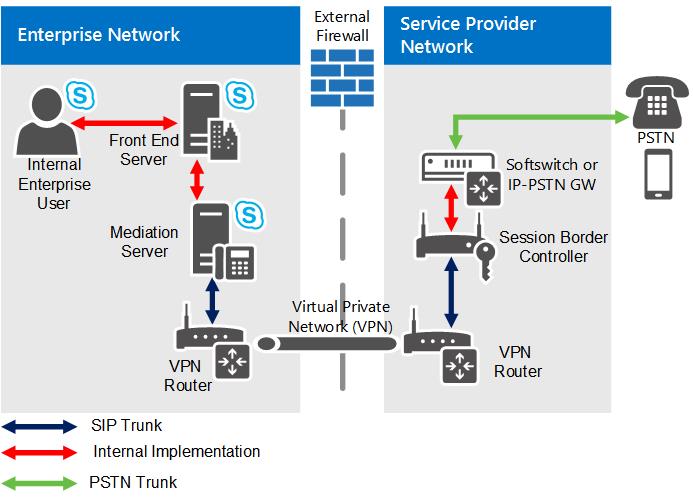 Enterprise Network
External
Firewall
Service Provider
Network
S
S
Front End
Server
Internal
Enterprise
User
PSTN
Softswitch or
IP-PSTN GW
Mediation
Server
S
Session Border
Controller
Virtual Private
Network (VPN)
VPN
Router
VPN
Router
SIP Trunk
Internal Implementation
PSTN Trunk